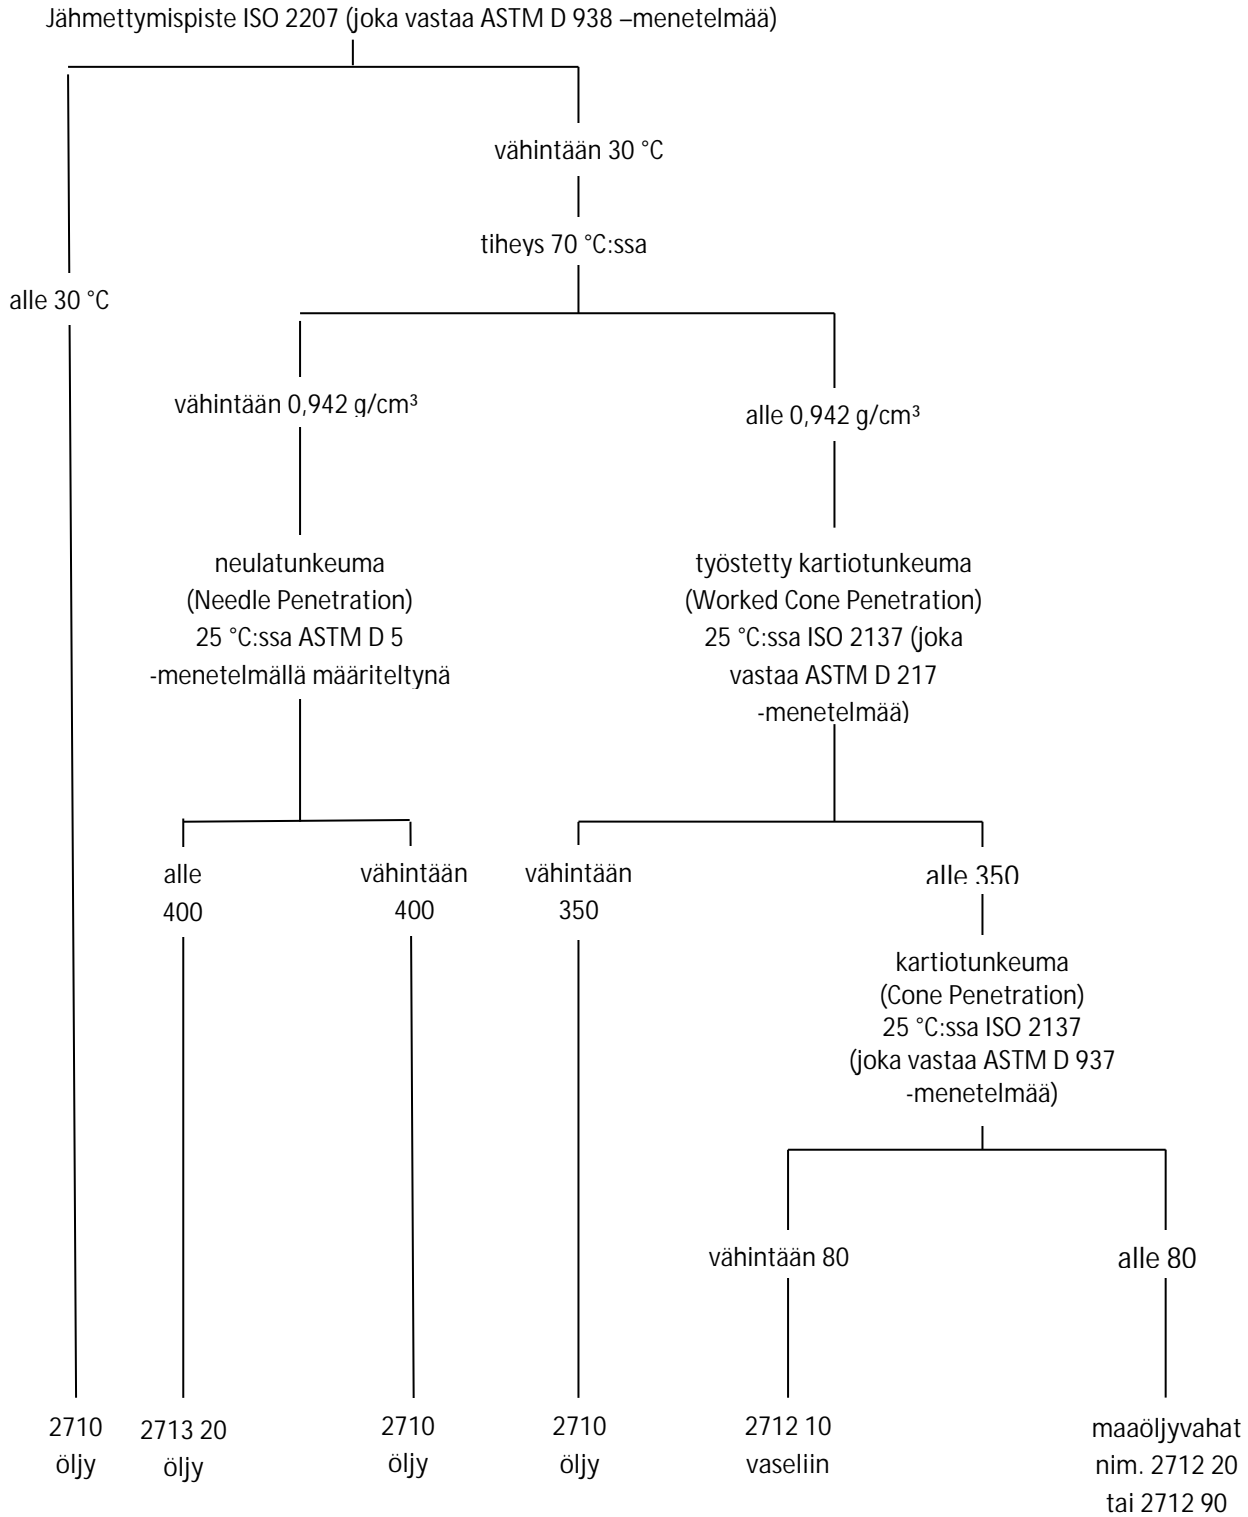 Jähmettymispiste ISO 2207 (joka vastaa ASTM D 938 –menetelmää)
vähintään 30 °C
tiheys 70 °C:ssa
alle 30 °C
vähintään 0,942 g/cm³
alle 0,942 g/cm³
neulatunkeuma
(Needle Penetration)
25 °C:ssa ASTM D 5
-menetelmällä määriteltynä
työstetty kartiotunkeuma
(Worked Cone Penetration)
25 °C:ssa ISO 2137 (joka
vastaa ASTM D 217
-menetelmää)
alle
400
vähintään
400
vähintään
350
alle 350
kartiotunkeuma
(Cone Penetration)
25 °C:ssa ISO 2137
(joka vastaa ASTM D 937
-menetelmää)
vähintään 80
alle 80
2710
öljy
2713 20
öljy
2710
öljy
2710
öljy
2712 10
vaseliin
maaöljyvahat
nim. 2712 20
tai 2712 90